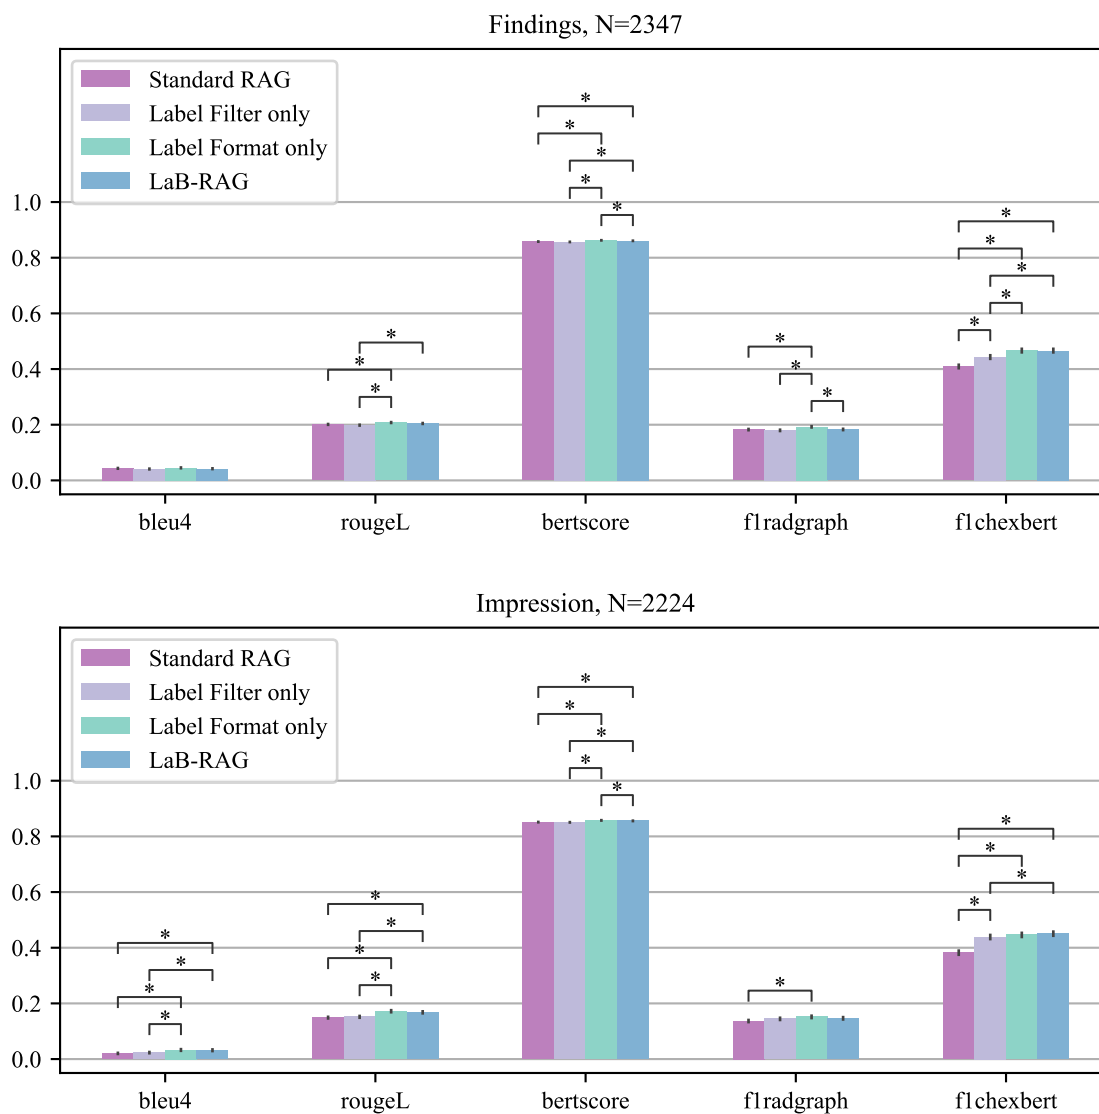 Findings, N=2347
Standard RAG
Label Filter only
Label Format only
LaB-RAG
* * * * *
* * *
* * *
* * * * *
1.0
0.8
0.6
0.4
0.2
0.0
bleu4 rougeL bertscore f1radgraph f1chexbert
Impression, N=2224
Standard RAG
Label Filter only
Label Format only
LaB-RAG
* * * * *
* * * *
* * * *
* * * *
*
1.0
0.8
0.6
0.4
0.2
0.0
bleu4 rougeL bertscore f1radgraph f1chexbert